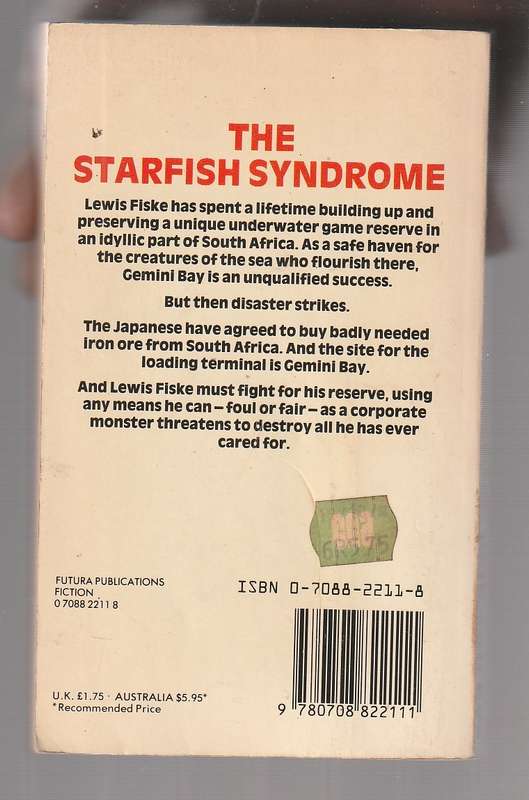 THE
STARFISH SYNDROME
Lewis Fiske has spent a lifetime building up and
preserving a unique underwater game reserve in
an idyllic part of South Africa. As a safe haven for
the creatures of the sea who flourish there,
Gemini Bay is an unqualified success.
But then disaster strikes.
The Japanese have agreed to buy badly needed
iron ore from South Africa. And the site for the
loading terminal is Gemini Bay.
And Lewis Fiske must fight for his reserve, using
any means he can – foul or fair – as a corporate
monster threatens to destroy all he has ever
cared for.
FUTURA PUBLICATIONS
FICTION
0 7088 2211 8
ISBN 0-7088-2211-8
U.K. £1.75 · AUSTRALIA $5.95*
*Recommended Price
9 780708 822111